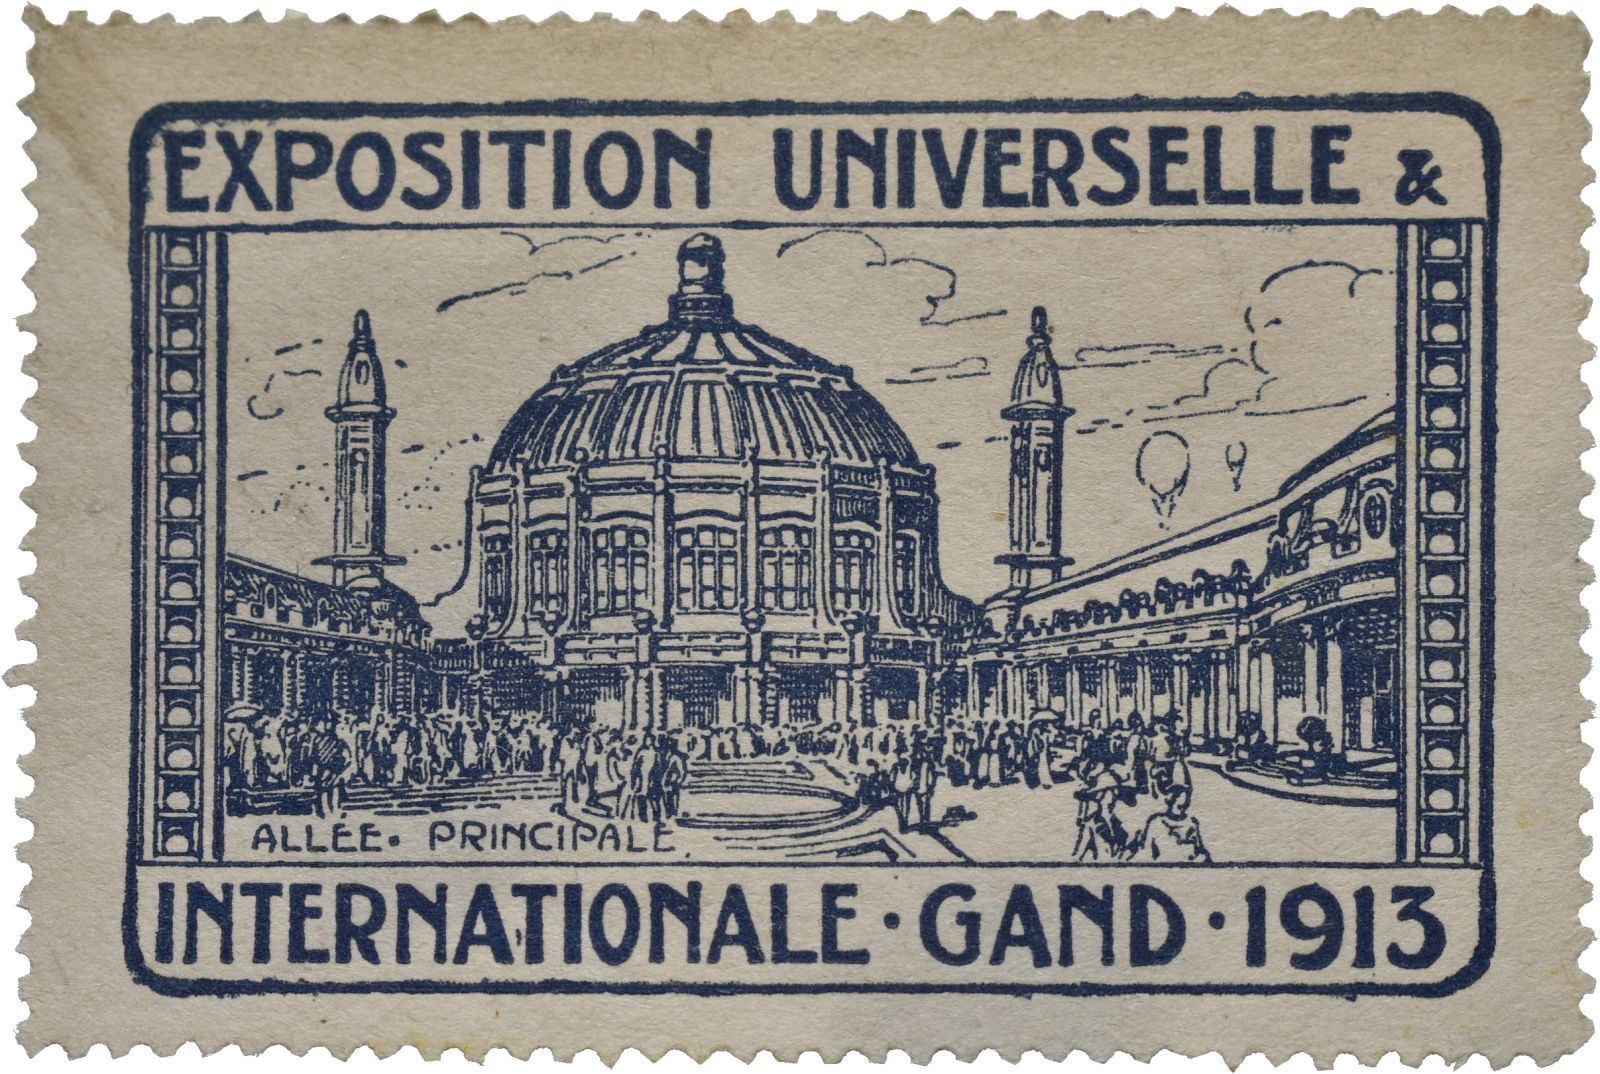 EXPOSITION UNIVERSELLE &
ALLÉE · PRINCIPALE
INTERNATIONALE · GAND · 1913